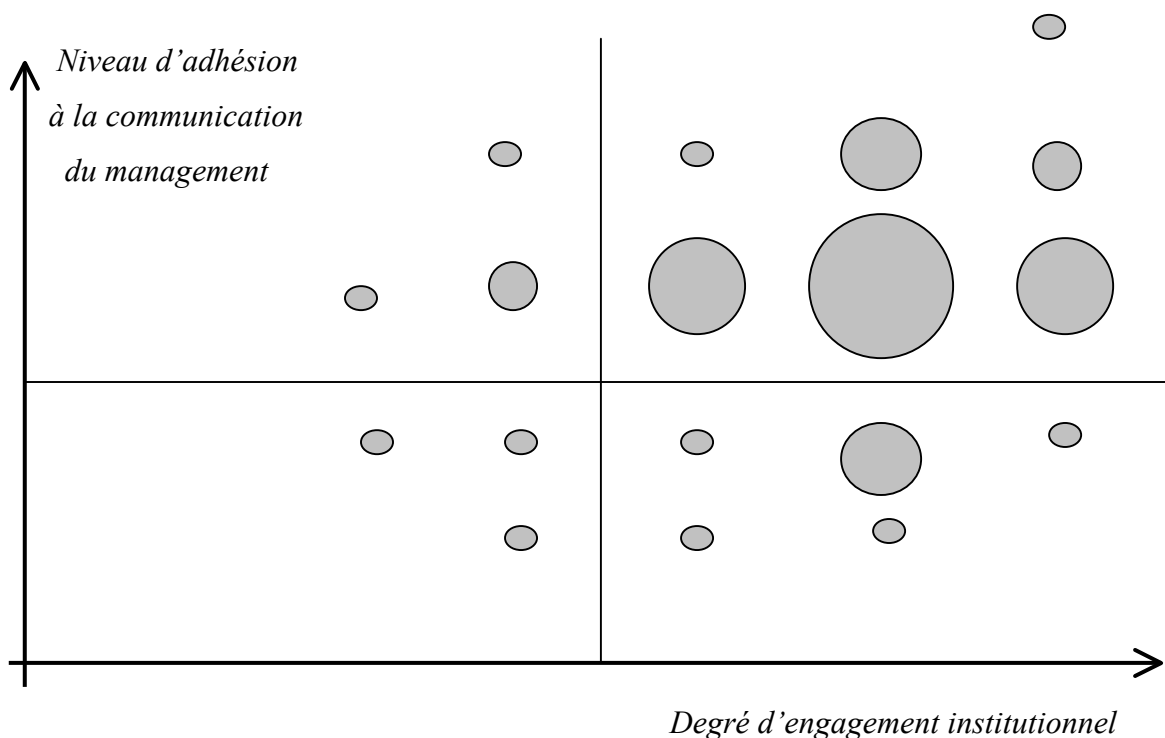 Niveau d’adhésion
à la communication
du management
Degré d’engagement institutionnel